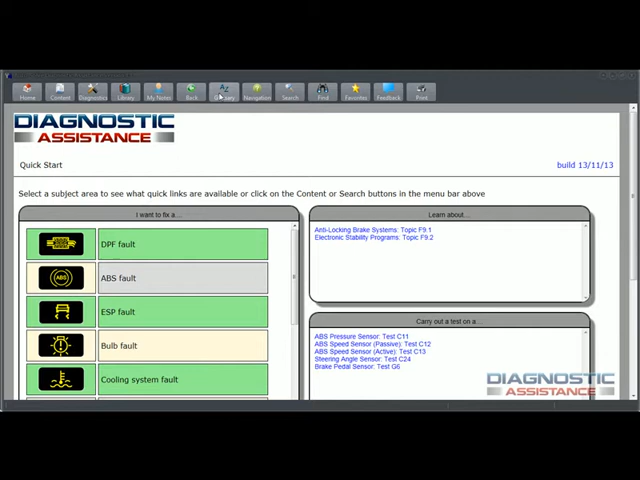 Home Content Diagnostics Library My Notes Back Glossary Navigation Search Find Favorites Feedback Print
DIAGNOSTIC
ASSISTANCE
Quick Start
build 13/11/13
Select a subject area to see what quick links are available or click on the Content or Search buttons in the menu bar above
I want to fix a...
DPF fault
ABS
ABS fault
ESP fault
Bulb fault
Cooling system fault
Learn about...
Anti-Locking Brake Systems: Topic F9.1
Electronic Stability Programs: Topic F9.2
Carry out a test on a...
ABS Pressure Sensor: Test C11
ABS Speed Sensor (Passive): Test C12
ABS Speed Sensor (Active): Test C13
Steering Angle Sensor: Test C24
Brake Pedal Sensor: Test G6
DIAGNOSTIC
ASSISTANCE